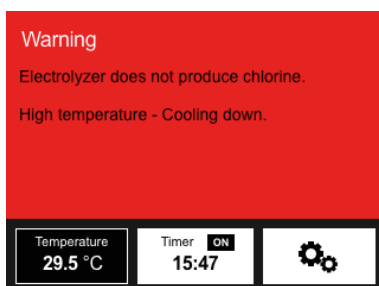 Warning
Electrolyzer does not produce chlorine.
High temperature - Cooling down.
Temperature
29.5 °C
Timer ON
15:47